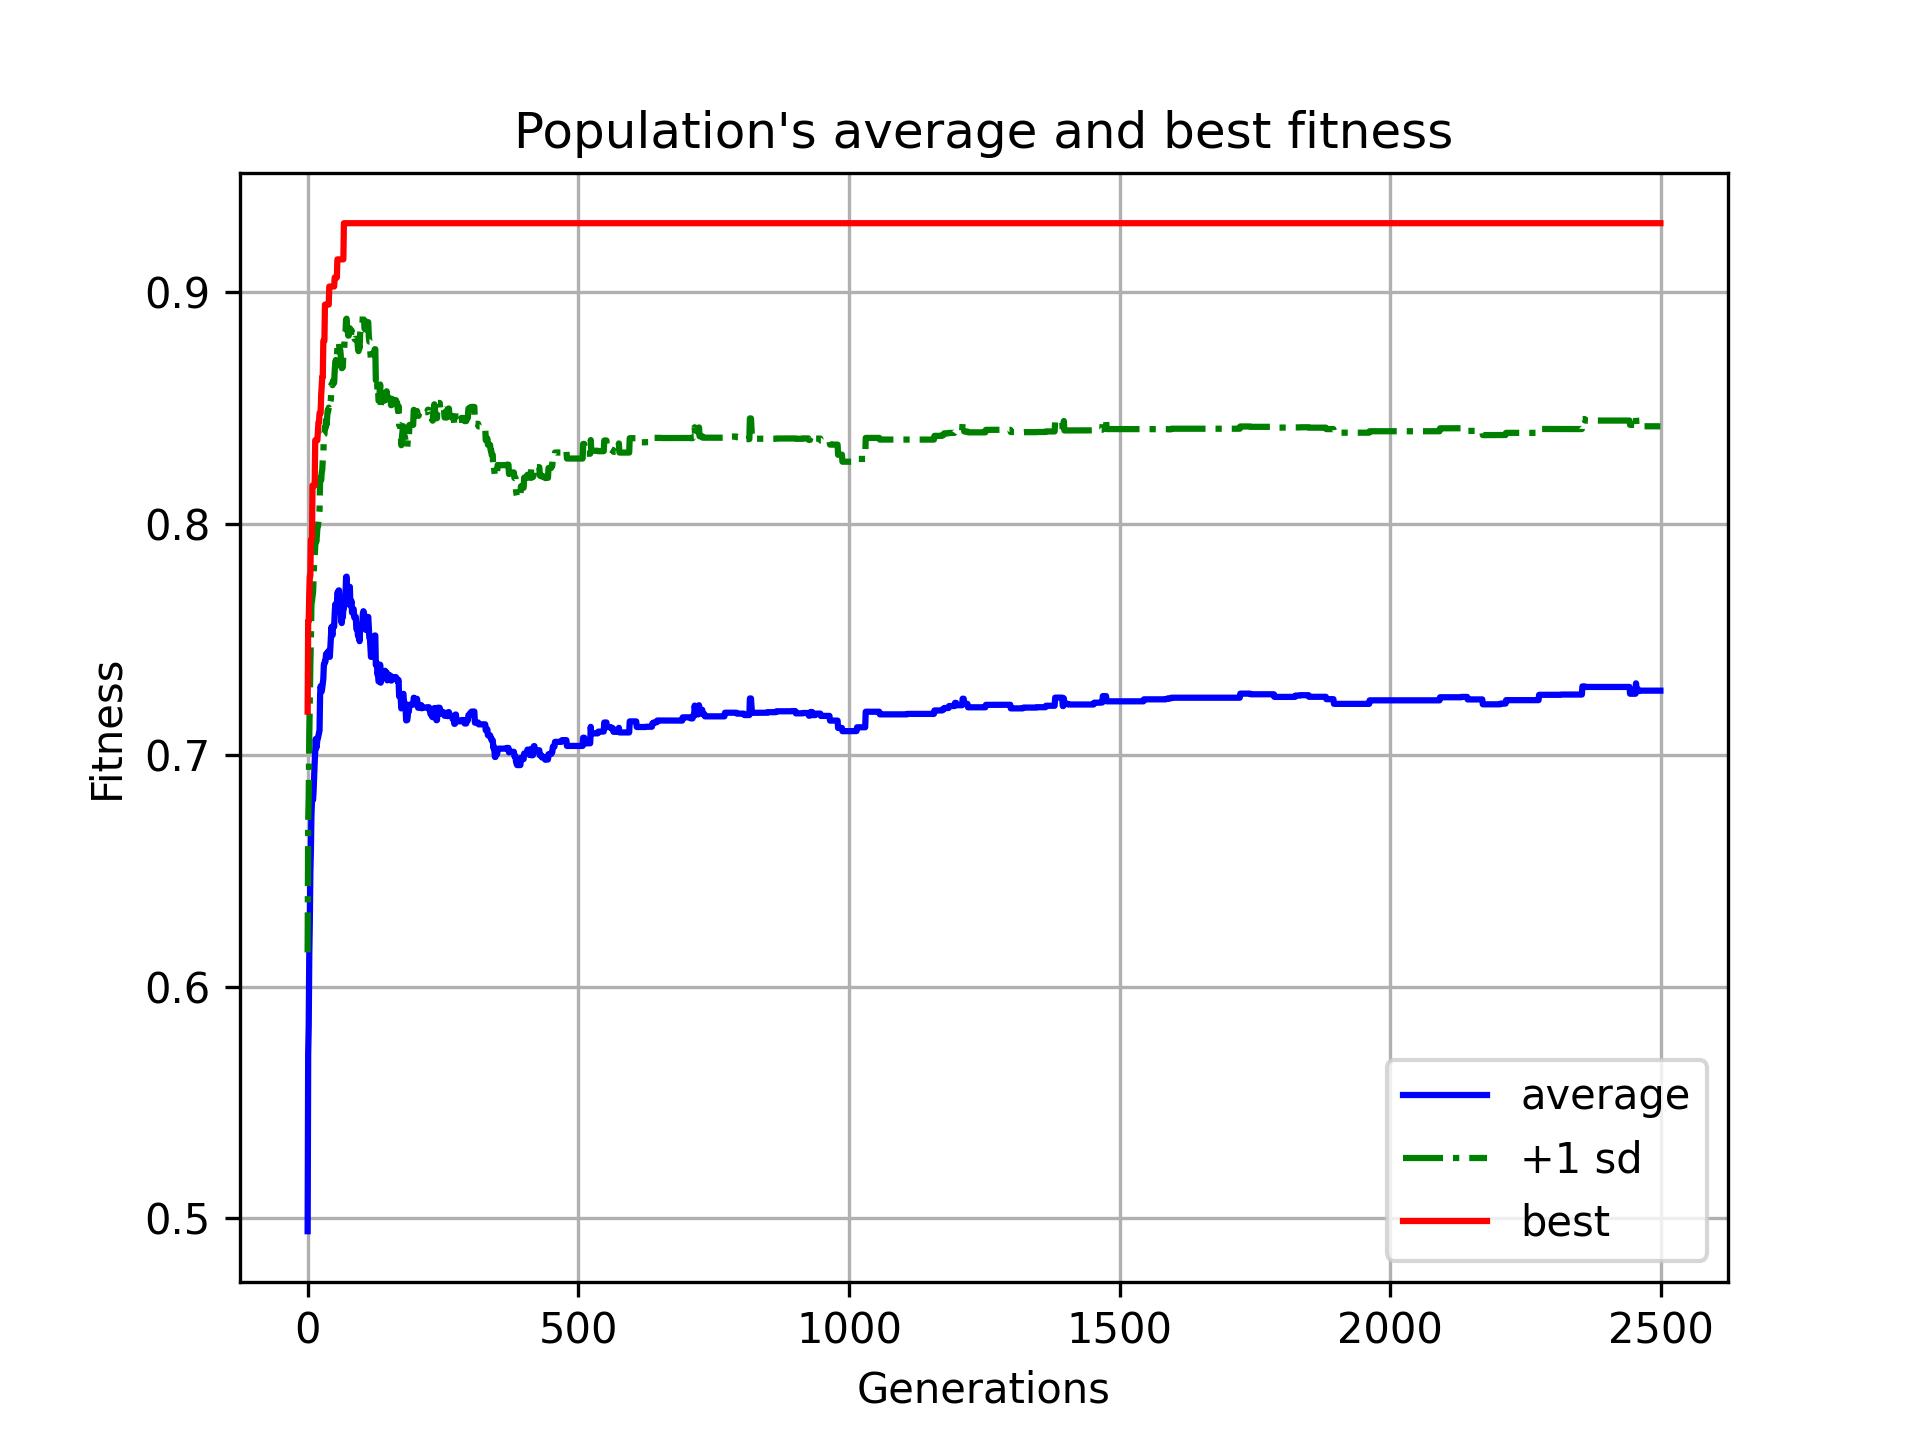 Population's average and best fitness
Fitness
0.9
0.8
0.7
0.6
0.5
0 500 1000 1500 2000 2500
Generations
average
+1 sd
best